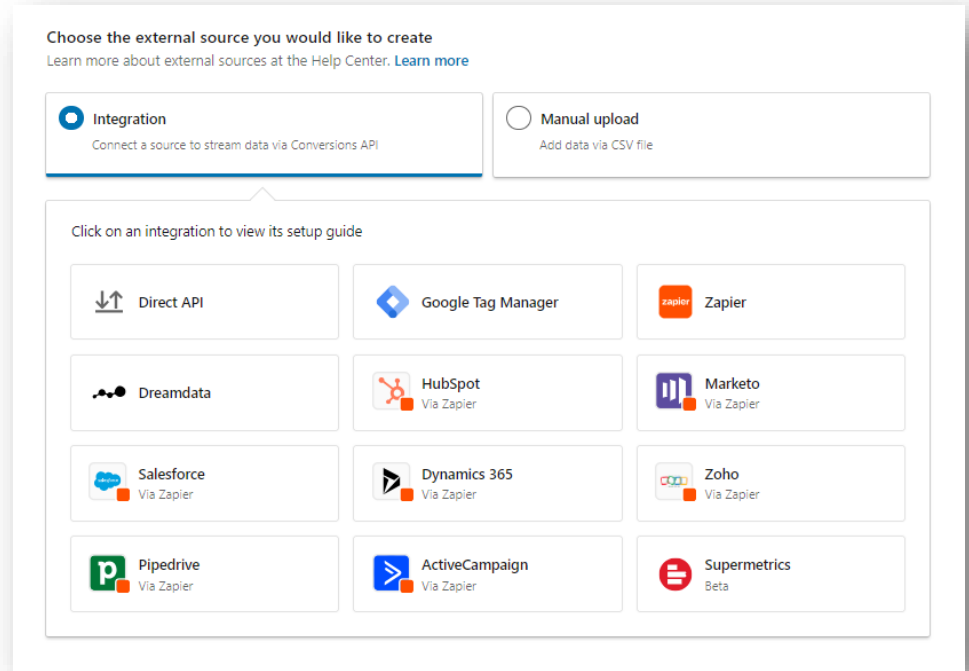 Choose the external source you would like to create
Learn more about external sources at the Help Center. Learn more
Integration
Connect a source to stream data via Conversions API
Manual upload
Add data via CSV file
Click on an integration to view its setup guide
Direct API
Google Tag Manager
zapier
Zapier
Dreamdata
HubSpot
Via Zapier
Marketo
Via Zapier
salesforce
Salesforce
Via Zapier
Dynamics 365
Via Zapier
Zoho
Via Zapier
Pipedrive
Via Zapier
ActiveCampaign
Via Zapier
Supermetrics
Beta